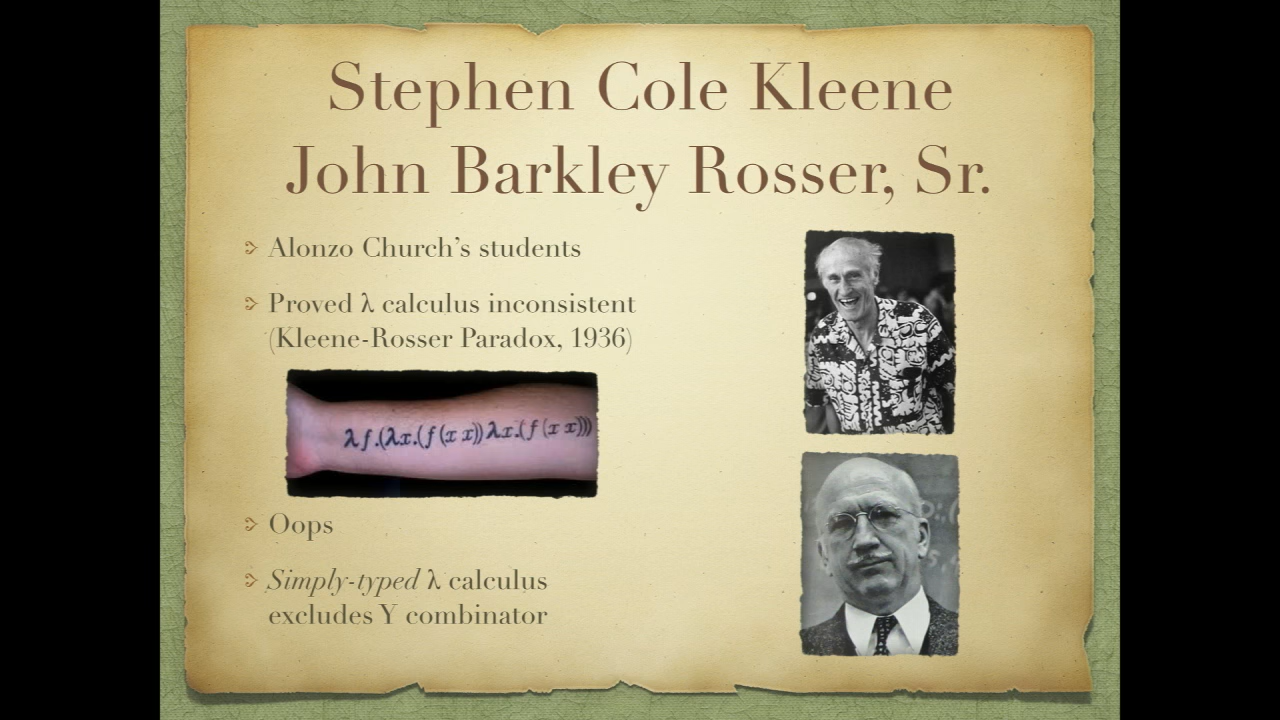 Stephen Cole Kleene
John Barkley Rosser, Sr.
Alonzo Church’s students
Proved λ calculus inconsistent
(Kleene-Rosser Paradox, 1936)
λf.(λx.(f(x x))λx.(f(x x)))
Oops
Simply-typed λ calculus
excludes Y combinator